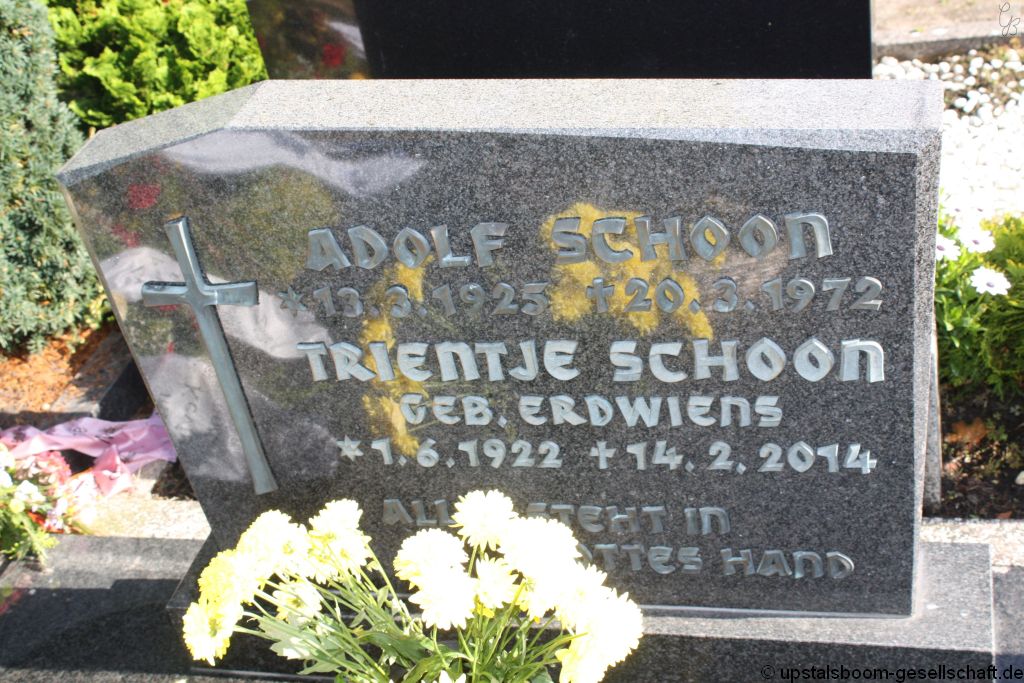 ADOLF SCHOON
* 13.3.1925 † 20.3.1972
TRIENTJE SCHOON
GEB. ERDWIENS
* 1.6.1922 † 14.2.2014
STEHT IN
HAND
© upstalsboom-gesellschaft.de